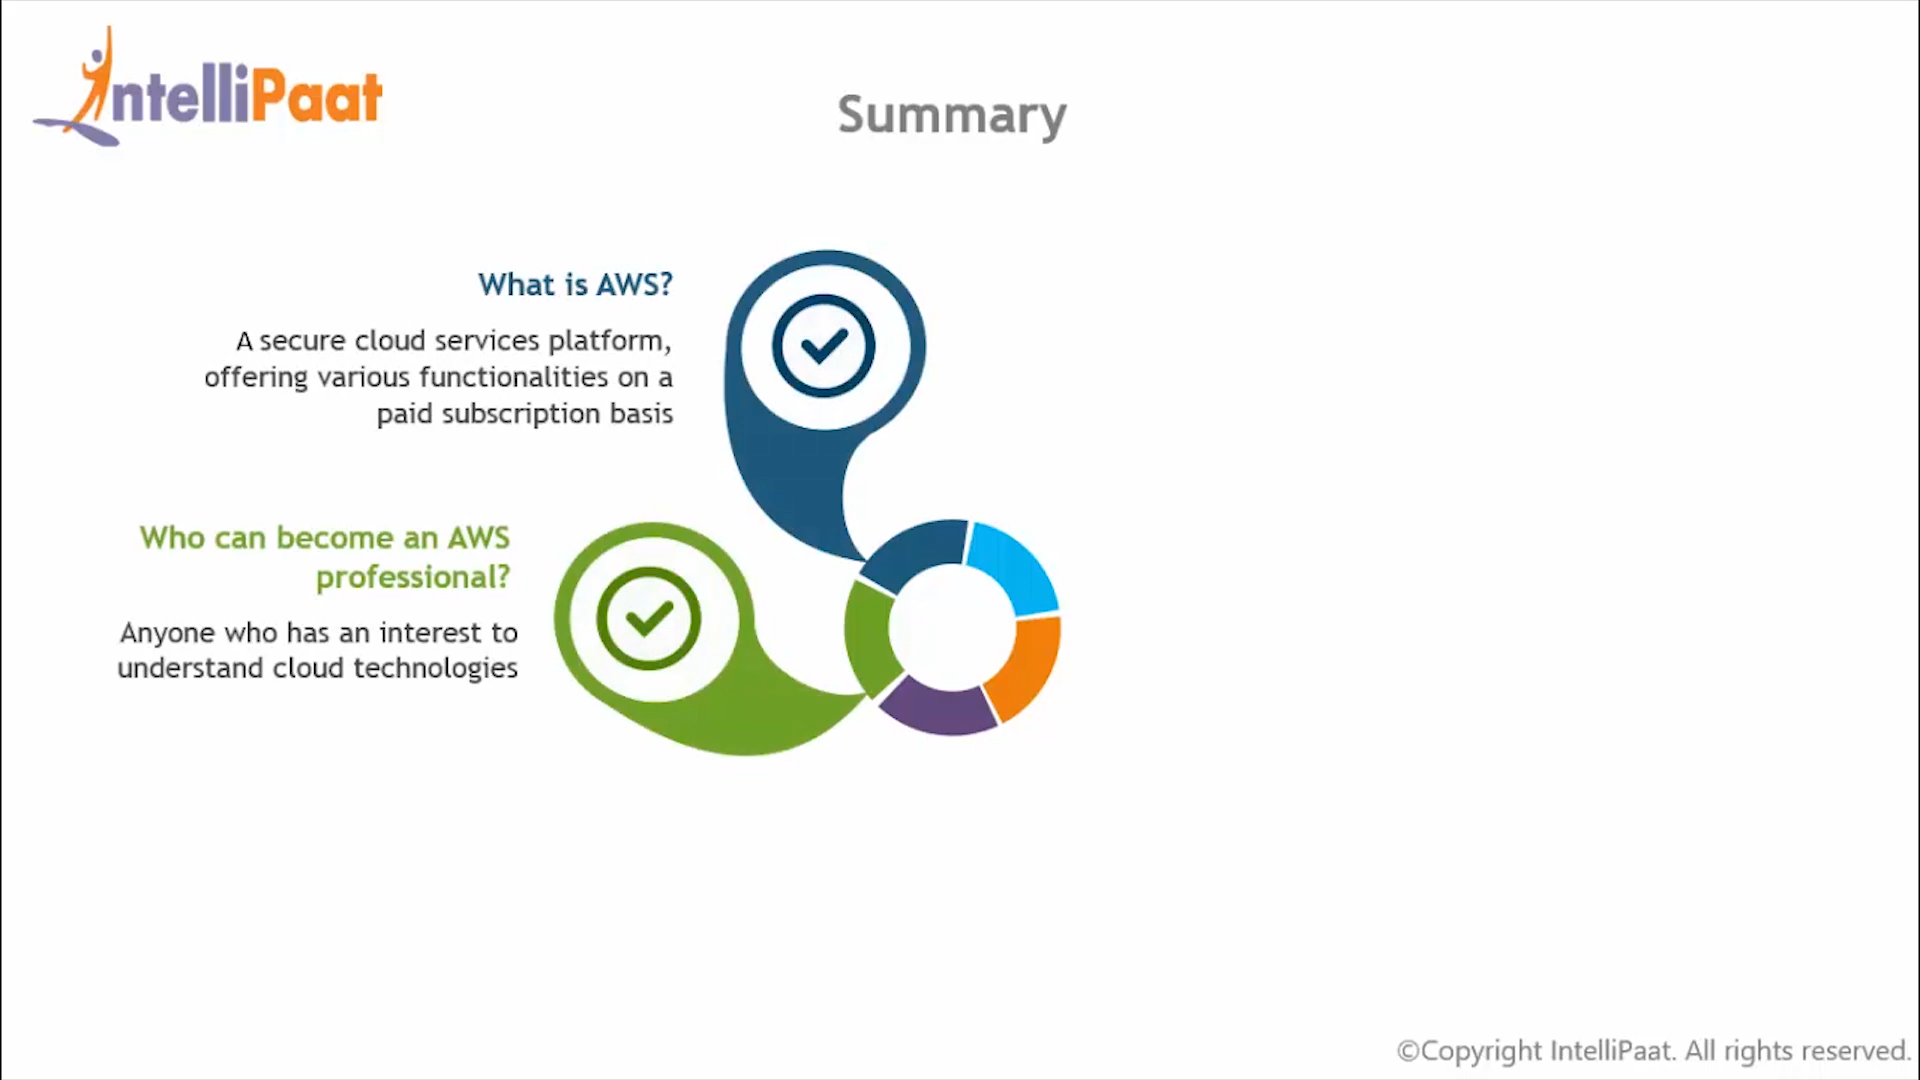 IntelliPaat
Summary
What is AWS?
A secure cloud services platform,
offering various functionalities on a
paid subscription basis
Who can become an AWS
professional?
Anyone who has an interest to
understand cloud technologies
©Copyright IntelliPaat. All rights reserved.